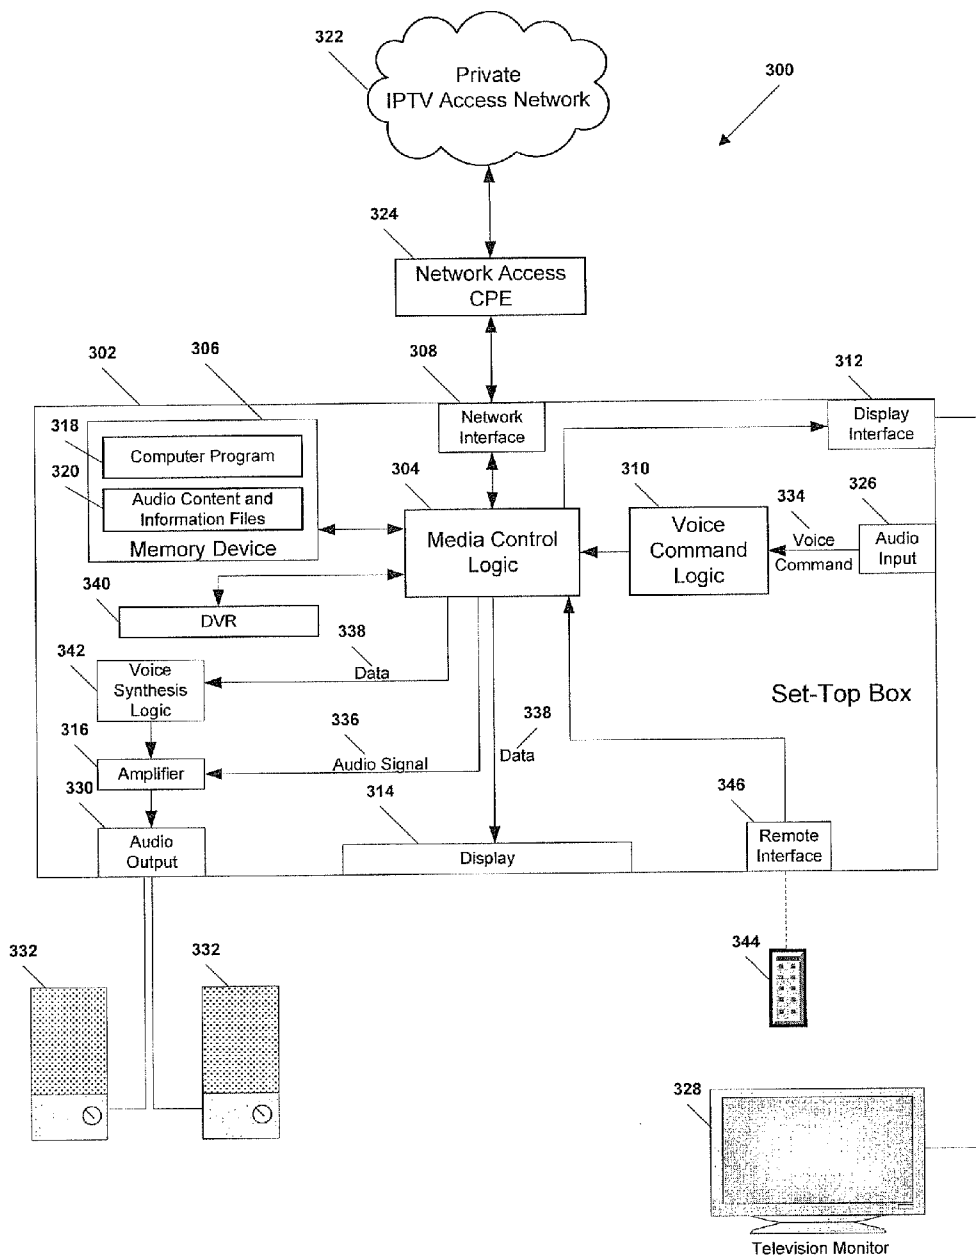 322
Private
IPTV Access Network
300
324
Network Access
CPE
302
306
308
312
318
Computer Program
320
Audio Content and
Information Files
Memory Device
Network
Interface
Display
Interface
304
Media Control
Logic
310
Voice
Command
Logic
334
Voice
Command
326
Audio
Input
340
DVR
342
Voice
Synthesis
Logic
338
Data
Set-Top Box
336
Audio Signal
338
Data
316
Amplifier
330
Audio
Output
314
Display
346
Remote
Interface
332
332
344
328
Television Monitor